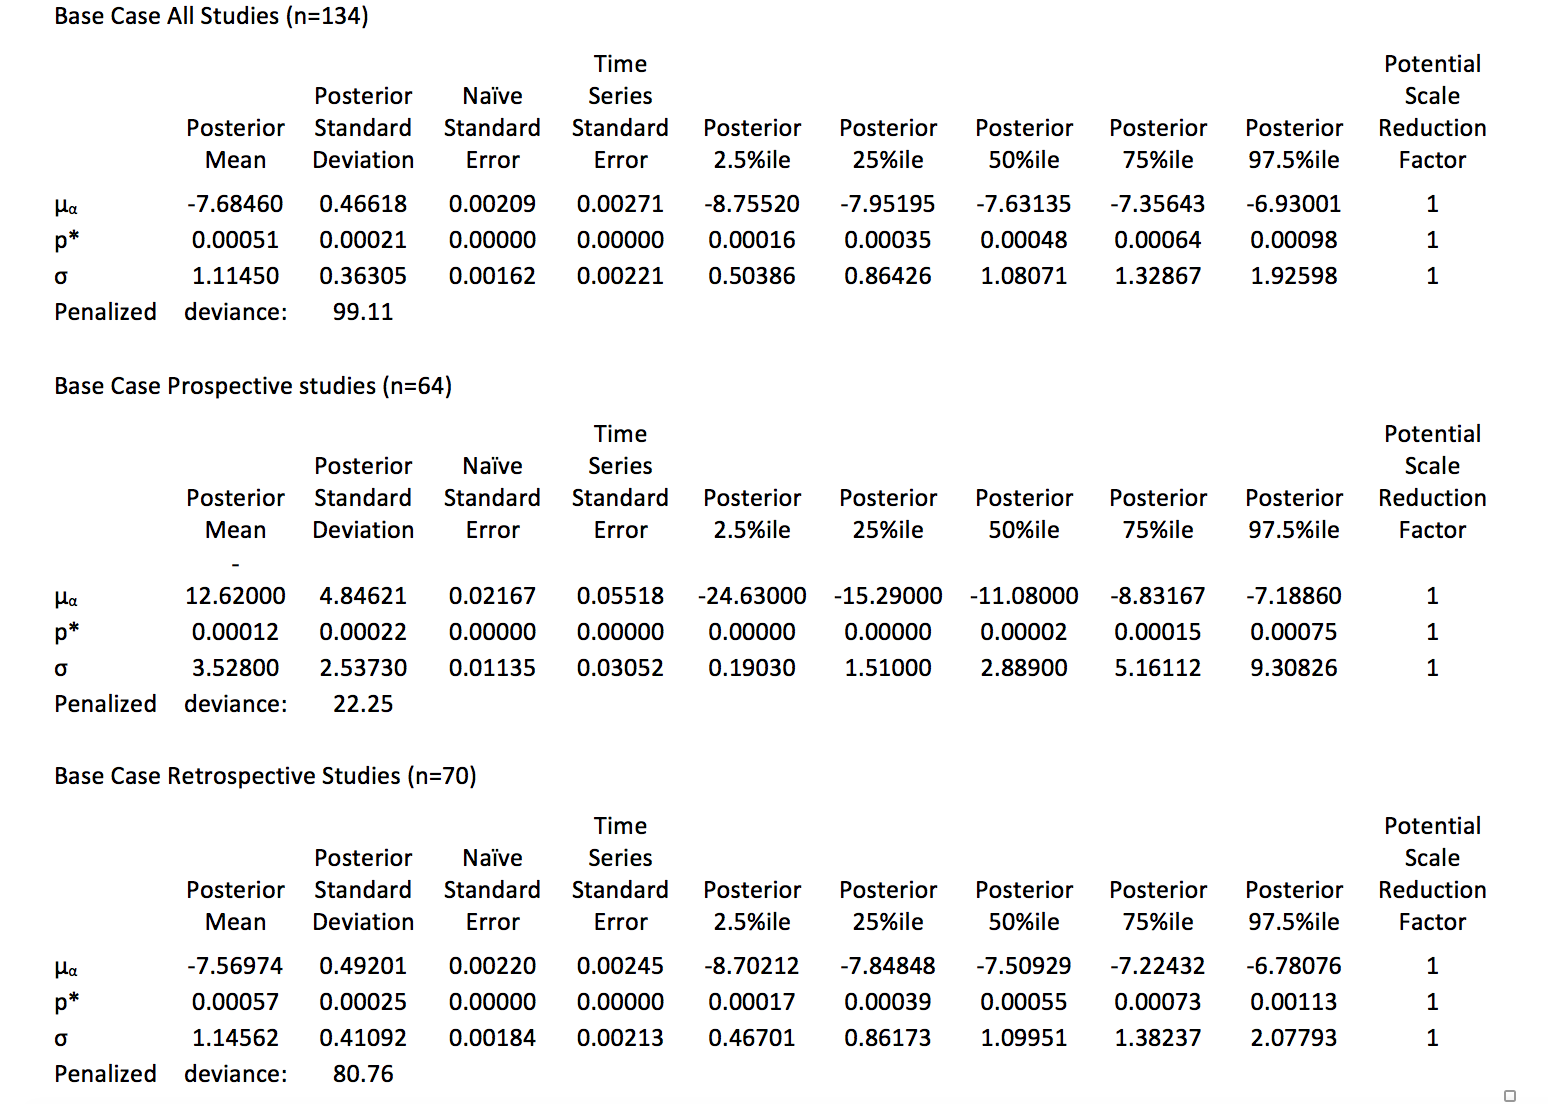 Base Case All Studies (n=134)
Time Potential
Posterior Naïve Series Scale
Posterior Standard Standard Standard Posterior Posterior Posterior Posterior Posterior Reduction
Mean Deviation Error Error 2.5%ile 25%ile 50%ile 75%ile 97.5%ile Factor
μα -7.68460 0.46618 0.00209 0.00271 -8.75520 -7.95195 -7.63135 -7.35643 -6.93001 1
p* 0.00051 0.00021 0.00000 0.00000 0.00016 0.00035 0.00048 0.00064 0.00098 1
σ 1.11450 0.36305 0.00162 0.00221 0.50386 0.86426 1.08071 1.32867 1.92598 1
Penalized deviance: 99.11
Base Case Prospective studies (n=64)
Time Potential
Posterior Naïve Series Scale
Posterior Standard Standard Standard Posterior Posterior Posterior Posterior Posterior Reduction
Mean Deviation Error Error 2.5%ile 25%ile 50%ile 75%ile 97.5%ile Factor
-
μα 12.62000 4.84621 0.02167 0.05518 -24.63000 -15.29000 -11.08000 -8.83167 -7.18860 1
p* 0.00012 0.00022 0.00000 0.00000 0.00000 0.00000 0.00002 0.00015 0.00075 1
σ 3.52800 2.53730 0.01135 0.03052 0.19030 1.51000 2.88900 5.16112 9.30826 1
Penalized deviance: 22.25
Base Case Retrospective Studies (n=70)
Time Potential
Posterior Naïve Series Scale
Posterior Standard Standard Standard Posterior Posterior Posterior Posterior Posterior Reduction
Mean Deviation Error Error 2.5%ile 25%ile 50%ile 75%ile 97.5%ile Factor
μα -7.56974 0.49201 0.00220 0.00245 -8.70212 -7.84848 -7.50929 -7.22432 -6.78076 1
p* 0.00057 0.00025 0.00000 0.00000 0.00017 0.00039 0.00055 0.00073 0.00113 1
σ 1.14562 0.41092 0.00184 0.00213 0.46701 0.86173 1.09951 1.38237 2.07793 1
Penalized deviance: 80.76